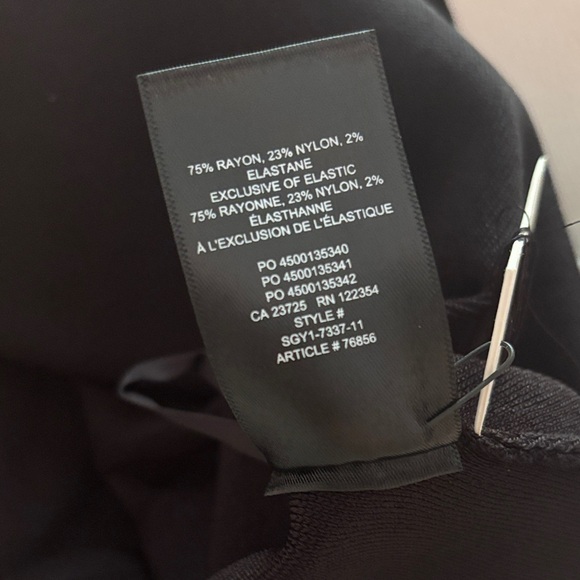 75% RAYON, 23% NYLON, 2%
ELASTANE
EXCLUSIVE OF ELASTIC
75% RAYONNE, 23% NYLON, 2%
ÉLASTHANNE
À L'EXCLUSION DE L'ÉLASTIQUE
PO 4500135340
PO 4500135341
PO 4500135342
CA 23725 RN 122354
STYLE #
SGY1-7337-11
ARTICLE # 76856